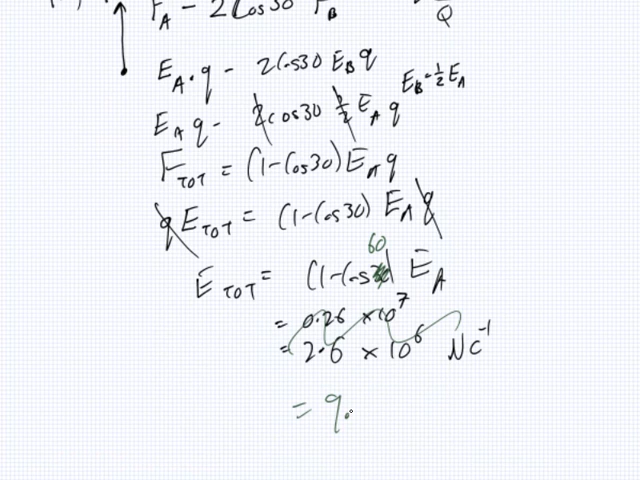 F_A - 2Cos30 F_B
Q
E_A . q - 2Cos30 E_B q
E_B = 1/2 E_A
E_A q - 2cos30 1/2 E_A q
F_TOT = (1-Cos30) E_A q
q E_TOT = (1-Cos30) E_A q
60
E_TOT = (1-Cos30) E_A
= 0.26 ×10^7
= 2.6 × 10^6 NC^-1
= 9.